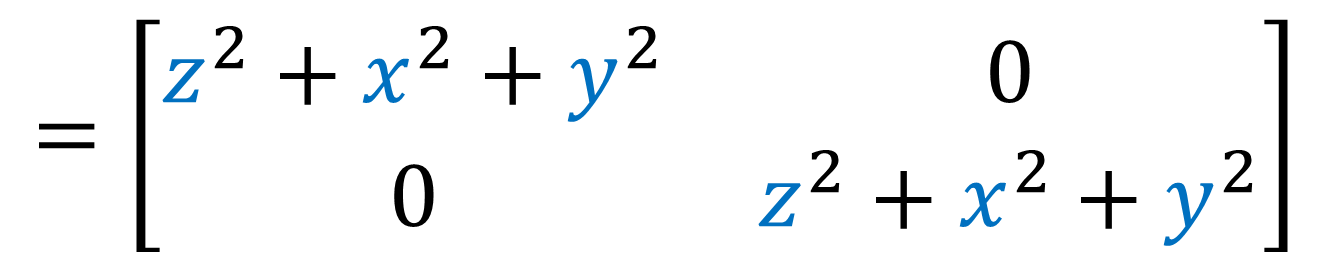 = [z² + x² + y² 0
0 z² + x² + y²]